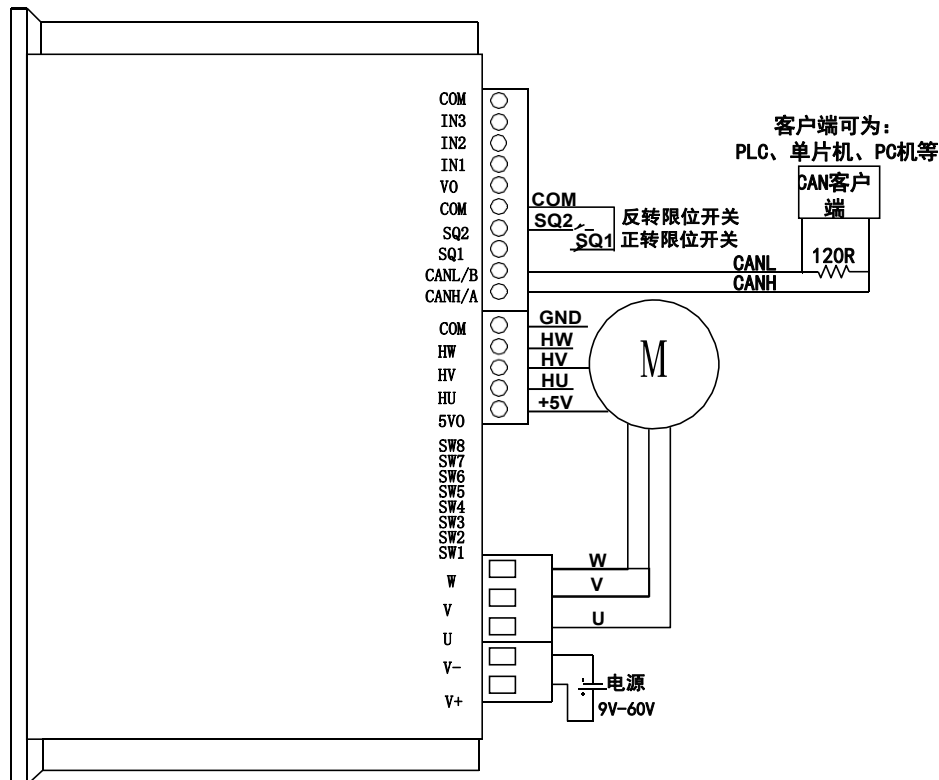 COM
IN3
IN2
IN1
VO
COM
SQ2
SQ1
CANL/B
CANH/A
COM
HW
HV
HU
5VO
SW8
SW7
SW6
SW5
SW4
SW3
SW2
SW1
W
V
U
V-
V+
COM
SQ2
反转限位开关
SQ1
正转限位开关
客户端可为：
PLC、单片机、PC机等
CAN客户
端
CANL
120R
CANH
GND
HW
HV
HU
+5V
M
W
V
U
电源
9V-60V